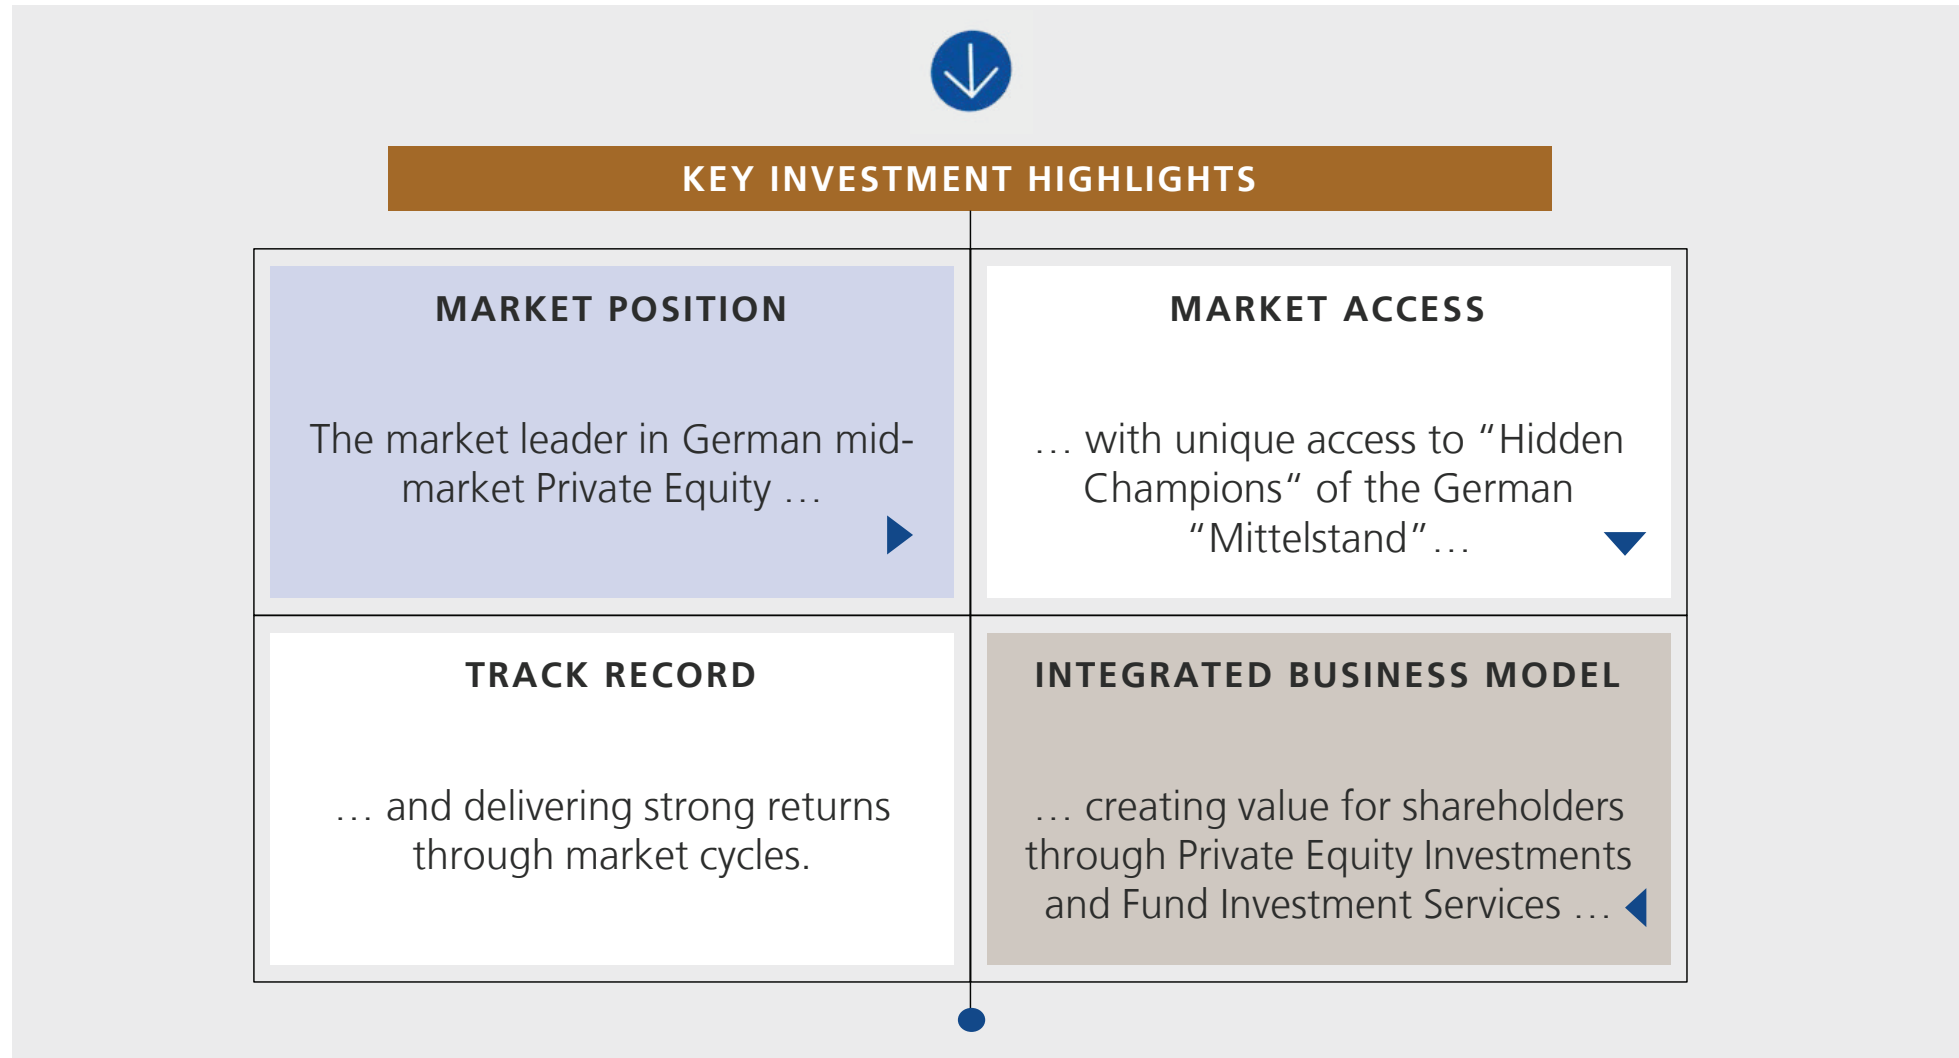 KEY INVESTMENT HIGHLIGHTS
MARKET POSITION
The market leader in German mid-
market Private Equity …
MARKET ACCESS
… with unique access to “Hidden
Champions“ of the German
“Mittelstand”…
TRACK RECORD
… and delivering strong returns
through market cycles.
INTEGRATED BUSINESS MODEL
… creating value for shareholders
through Private Equity Investments
and Fund Investment Services …